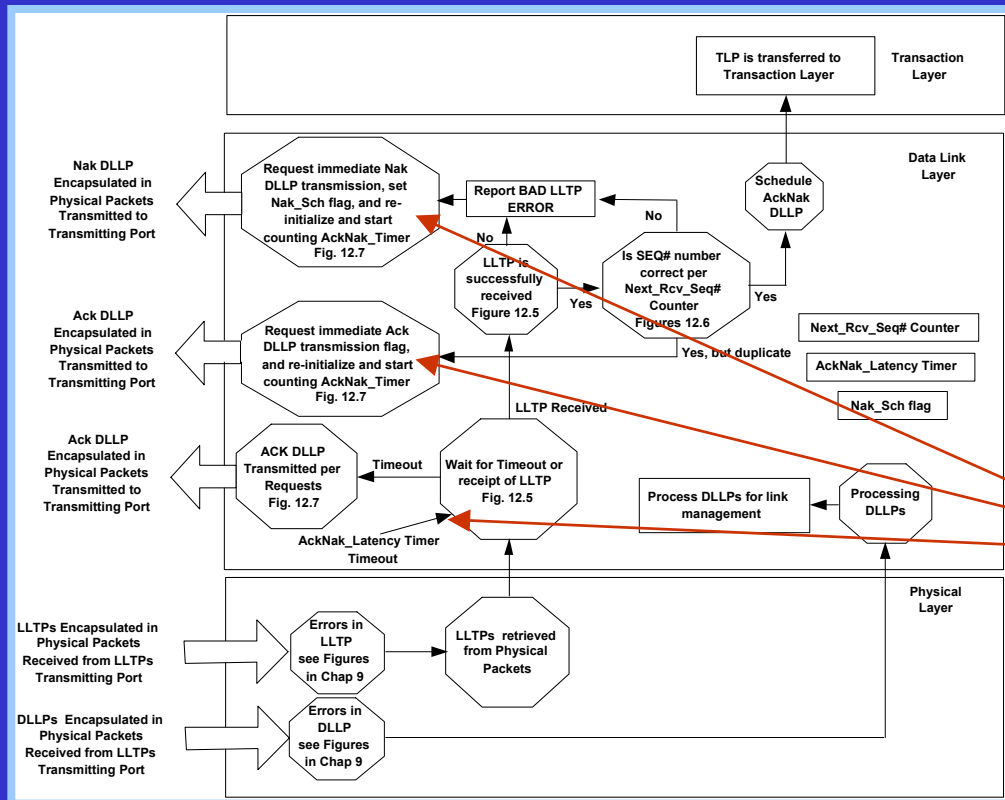 TLP is transferred to
Transaction Layer
Transaction
Layer
Nak DLLP
Encapsulated in
Physical Packets
Transmitted to
Transmitting Port
Request immediate Nak
DLLP transmission, set
Nak_Sch flag, and re-
initialize and start
counting AckNak_Timer
Fig. 12.7
Report BAD LLTP
ERROR
No
No
Schedule
AckNak
DLLP
Data Link
Layer
LLTP is
successfully
received
Figure 12.5
Yes
Is SEQ# number
correct per
Next_Rcv_Seq#
Counter
Figures 12.6
Yes
Yes, but duplicate
Ack DLLP
Encapsulated in
Physical Packets
Transmitted to
Transmitting Port
Request immediate Ack
DLLP transmission flag,
and re-initialize and start
counting AckNak_Timer
Fig. 12.7
Next_Rcv_Seq# Counter
AckNak_Latency Timer
Nak_Sch flag
LLTP Received
Ack DLLP
Encapsulated in
Physical Packets
Transmitted to
Transmitting Port
ACK DLLP
Transmitted per
Requests
Fig. 12.7
Timeout
Wait for Timeout or
receipt of LLTP
Fig. 12.5
AckNak_Latency Timer
Timeout
Process DLLPs for link
management
Processing
DLLPs
Physical
Layer
LLTPs Encapsulated in
Physical Packets
Received from LLTPs
Transmitting Port
Errors in
LLTP
see Figures
in Chap 9
LLTPs retrieved
from Physical
Packets
DLLPs Encapsulated in
Physical Packets
Received from LLTPs
Transmitting Port
Errors in
DLLP
see Figures
in Chap 9